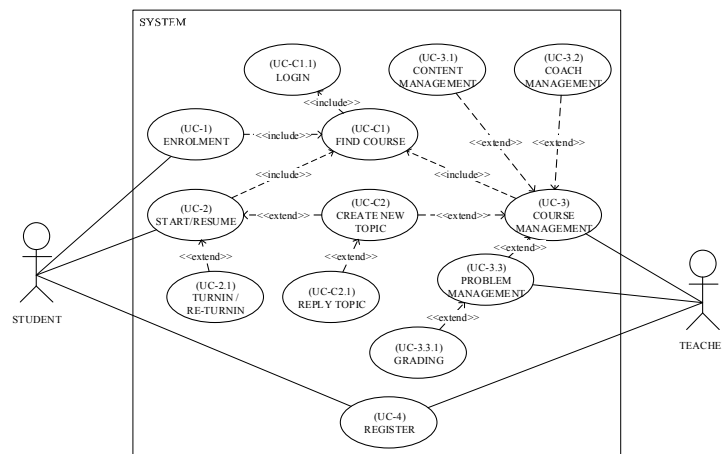 SYSTEM
(UC-C1.1)
LOGIN
(UC-3.1)
CONTENT
MANAGEMENT
(UC-3.2)
COACH
MANAGEMENT
<<include>>
(UC-1)
ENROLMENT
<<include>>
(UC-C1)
FIND COURSE
<<extend>>
<<extend>>
<<include>>
<<include>>
(UC-2)
START/RESUME
<<extend>>
(UC-C2)
CREATE NEW
TOPIC
<<extend>>
(UC-3)
COURSE
MANAGEMENT
<<extend>>
<<extend>>
<<extend>>
(UC-2.1)
TURNIN /
RE-TURNIN
(UC-C2.1)
REPLY TOPIC
(UC-3.3)
PROBLEM
MANAGEMENT
<<extend>>
(UC-3.3.1)
GRADING
STUDENT
TEACHE
(UC-4)
REGISTER